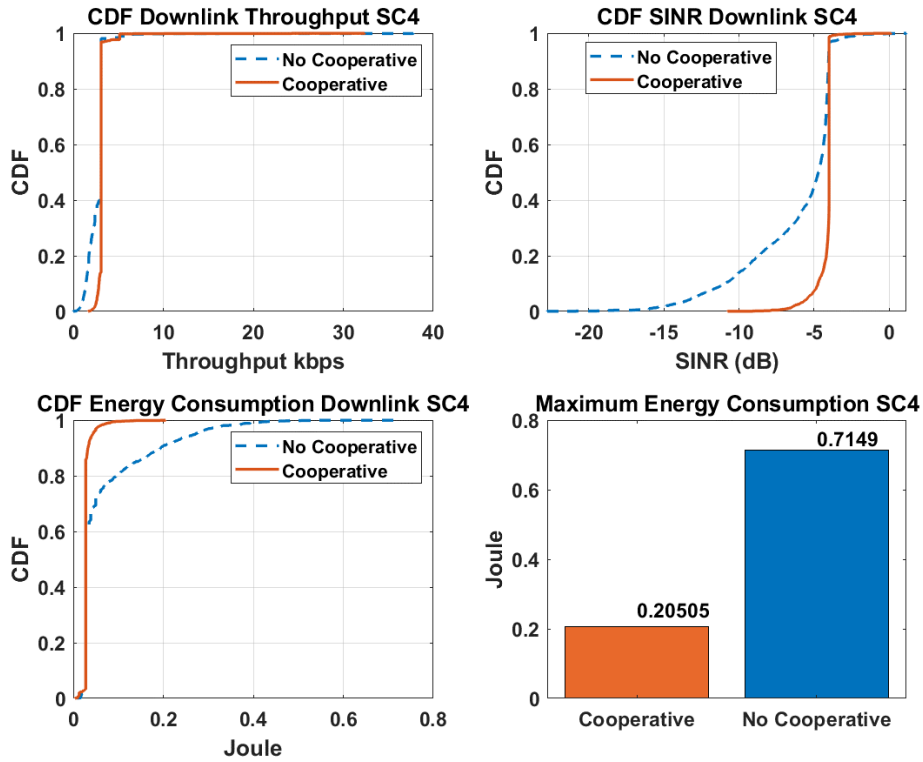 CDF Downlink Throughput SC4
1
0.8
0.6
0.4
0.2
0
CDF
No Cooperative
Cooperative
0 10 20 30 40
Throughput kbps
CDF SINR Downlink SC4
1
0.8
0.6
0.4
0.2
0
CDF
No Cooperative
Cooperative
-20 -15 -10 -5 0
SINR (dB)
CDF Energy Consumption Downlink SC4
1
0.8
0.6
0.4
0.2
0
CDF
No Cooperative
Cooperative
0 0.2 0.4 0.6 0.8
Joule
Maximum Energy Consumption SC4
0.8
0.6
0.4
0.2
0
Joule
0.7149
0.20505
Cooperative No Cooperative